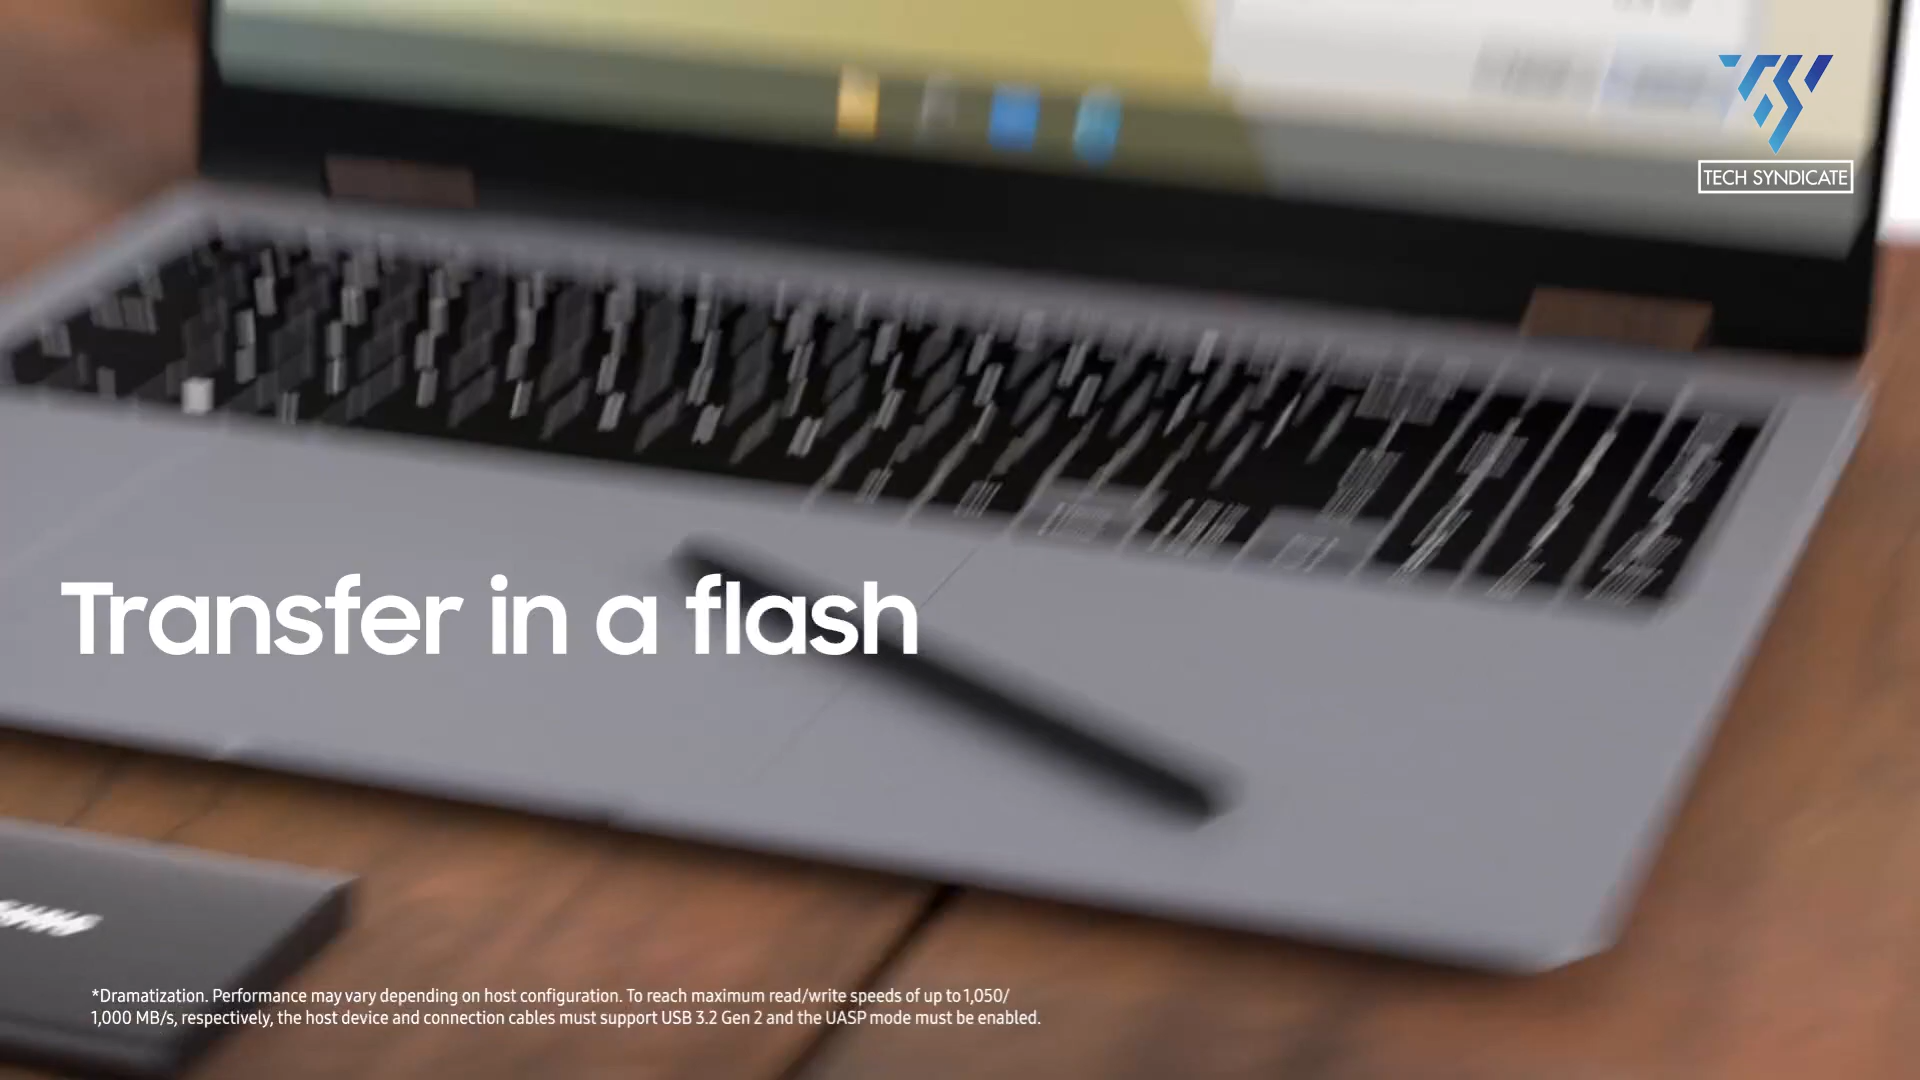 TECH SYNDICATE
Transfer in a flash
*Dramatization. Performance may vary depending on host configuration. To reach maximum read/write speeds of up to 1,050/
1,000 MB/s, respectively, the host device and connection cables must support USB 3.2 Gen 2 and the UASP mode must be enabled.